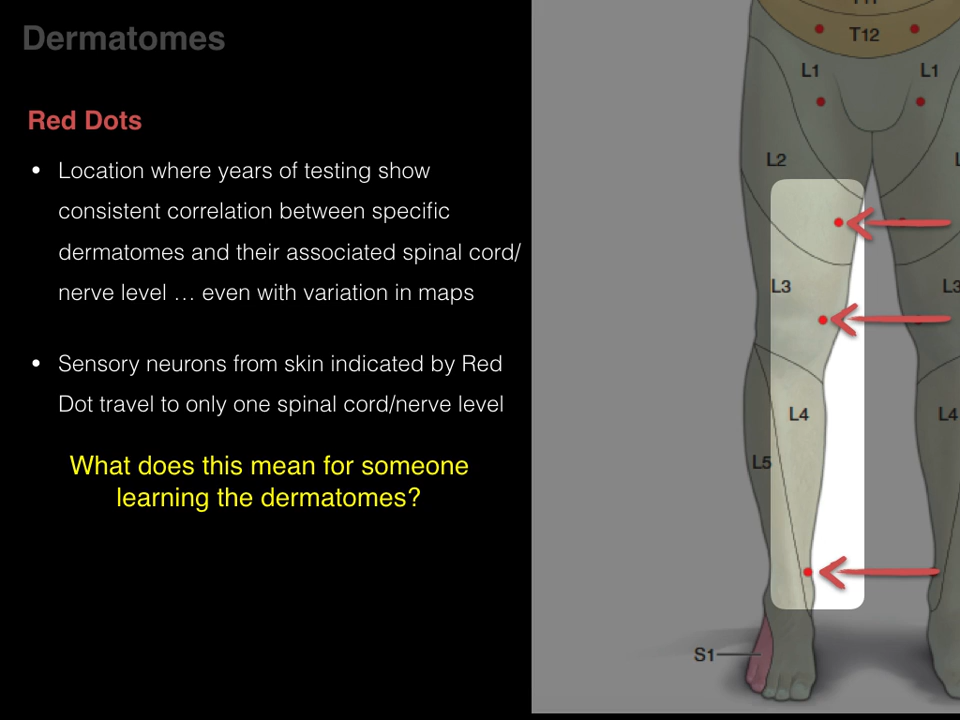 Dermatomes
Red Dots
• Location where years of testing show
consistent correlation between specific
dermatomes and their associated spinal cord/
nerve level … even with variation in maps
• Sensory neurons from skin indicated by Red
Dot travel to only one spinal cord/nerve level
What does this mean for someone
learning the dermatomes?
T12
L1 L1
L2
L3 L3
L4 L4
L5
S1